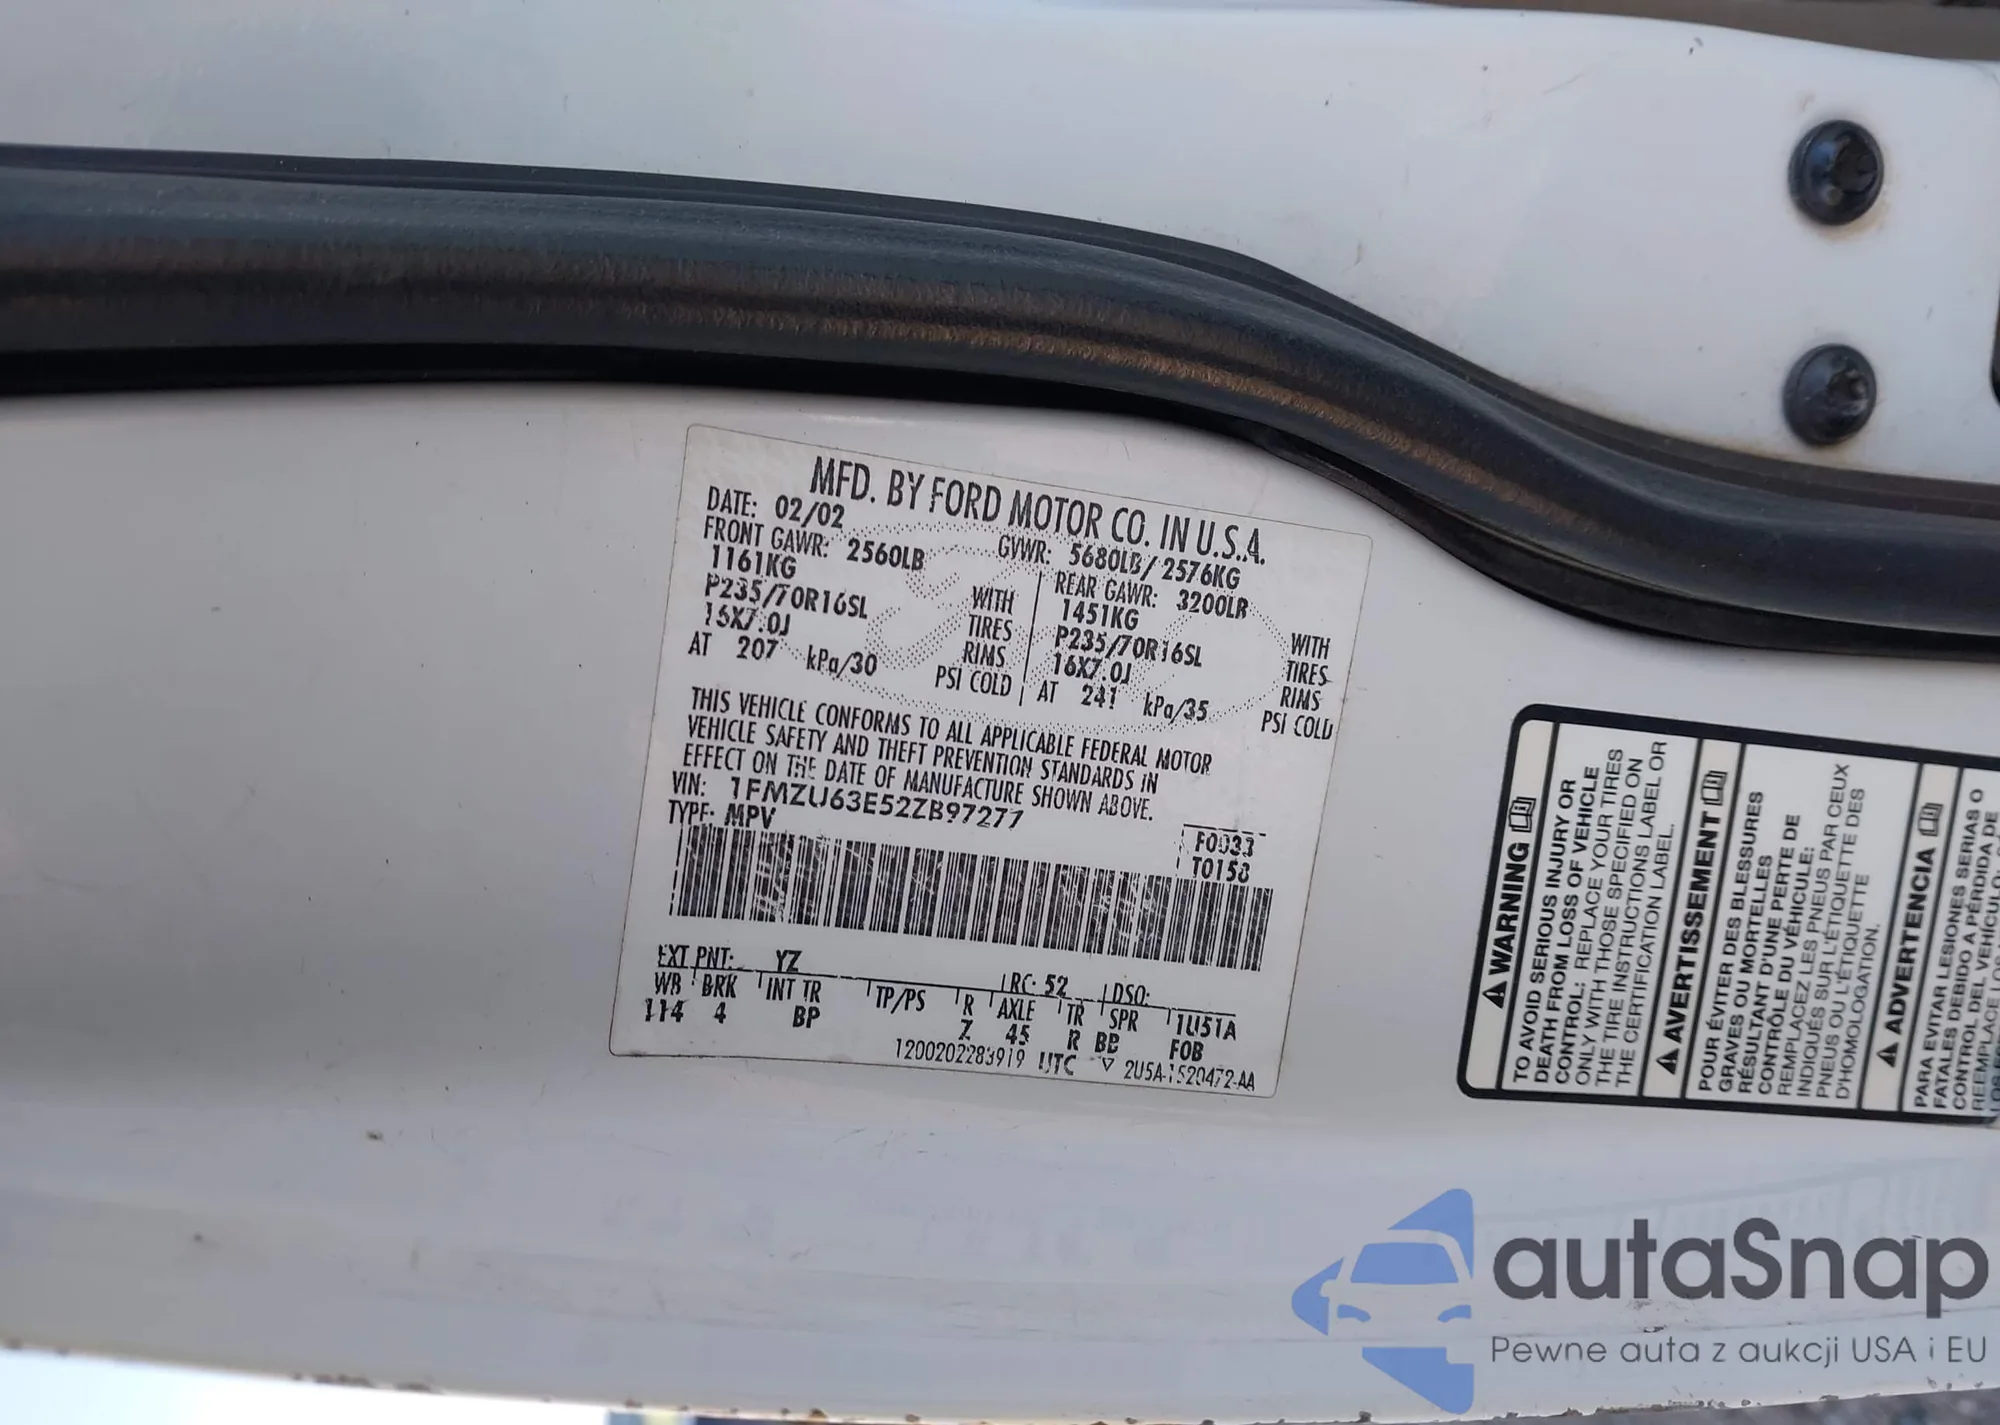 MFD. BY FORD MOTOR CO. IN U.S.A.
DATE: 02/02 GVWR: 5680LB/ 2576KG
FRONT GAWR: 2560LB REAR GAWR: 3200LB
1161KG WITH 1451KG WITH
P235/70R16SL TIRES P235/70R16SL TIRES
16X7.0J RIMS 16X7.0J RIMS
AT 207 kPa/30 PSI COLD AT 241 kPa/35 PSI COLD
THIS VEHICLE CONFORMS TO ALL APPLICABLE FEDERAL MOTOR
VEHICLE SAFETY AND THEFT PREVENTION STANDARDS IN
EFFECT ON THE DATE OF MANUFACTURE SHOWN ABOVE.
VIN: 1FMZU63E52ZB97277
TYPE: MPV
F0033
T0158
EXT PNT: YZ RC: 52 DSO:
WB BRK INT TR TP/PS R AXLE TR SPR 1U51A
114 4 BP Z 45 R BB FOB
1200202283919 UTC ▽ 2U5A-1520472-AA
WARNING
TO AVOID SERIOUS INJURY OR
DEATH FROM LOSS OF VEHICLE
CONTROL: REPLACE YOUR TIRES
ONLY WITH THOSE SPECIFIED ON
THE TIRE INSTRUCTIONS LABEL OR
THE CERTIFICATION LABEL.
AVERTISSEMENT
POUR ÉVITER DES BLESSURES
GRAVES OU MORTELLES
RÉSULTANT D'UNE PERTE DE
CONTRÔLE DU VÉHICULE:
REMPLACEZ LES PNEUS PAR CEUX
INDIQUÉS SUR L'ÉTIQUETTE DES
PNEUS OU L'ÉTIQUETTE
D'HOMOLOGATION.
ADVERTENCIA
PARA EVITAR LESIONES SERIAS O
FATALES DEBIDO A PÉRDIDA DE
CONTROL DEL VEHÍCULO:
REEMPLACE LOS
autaSnap
Pewne auta z aukcji USA i EU